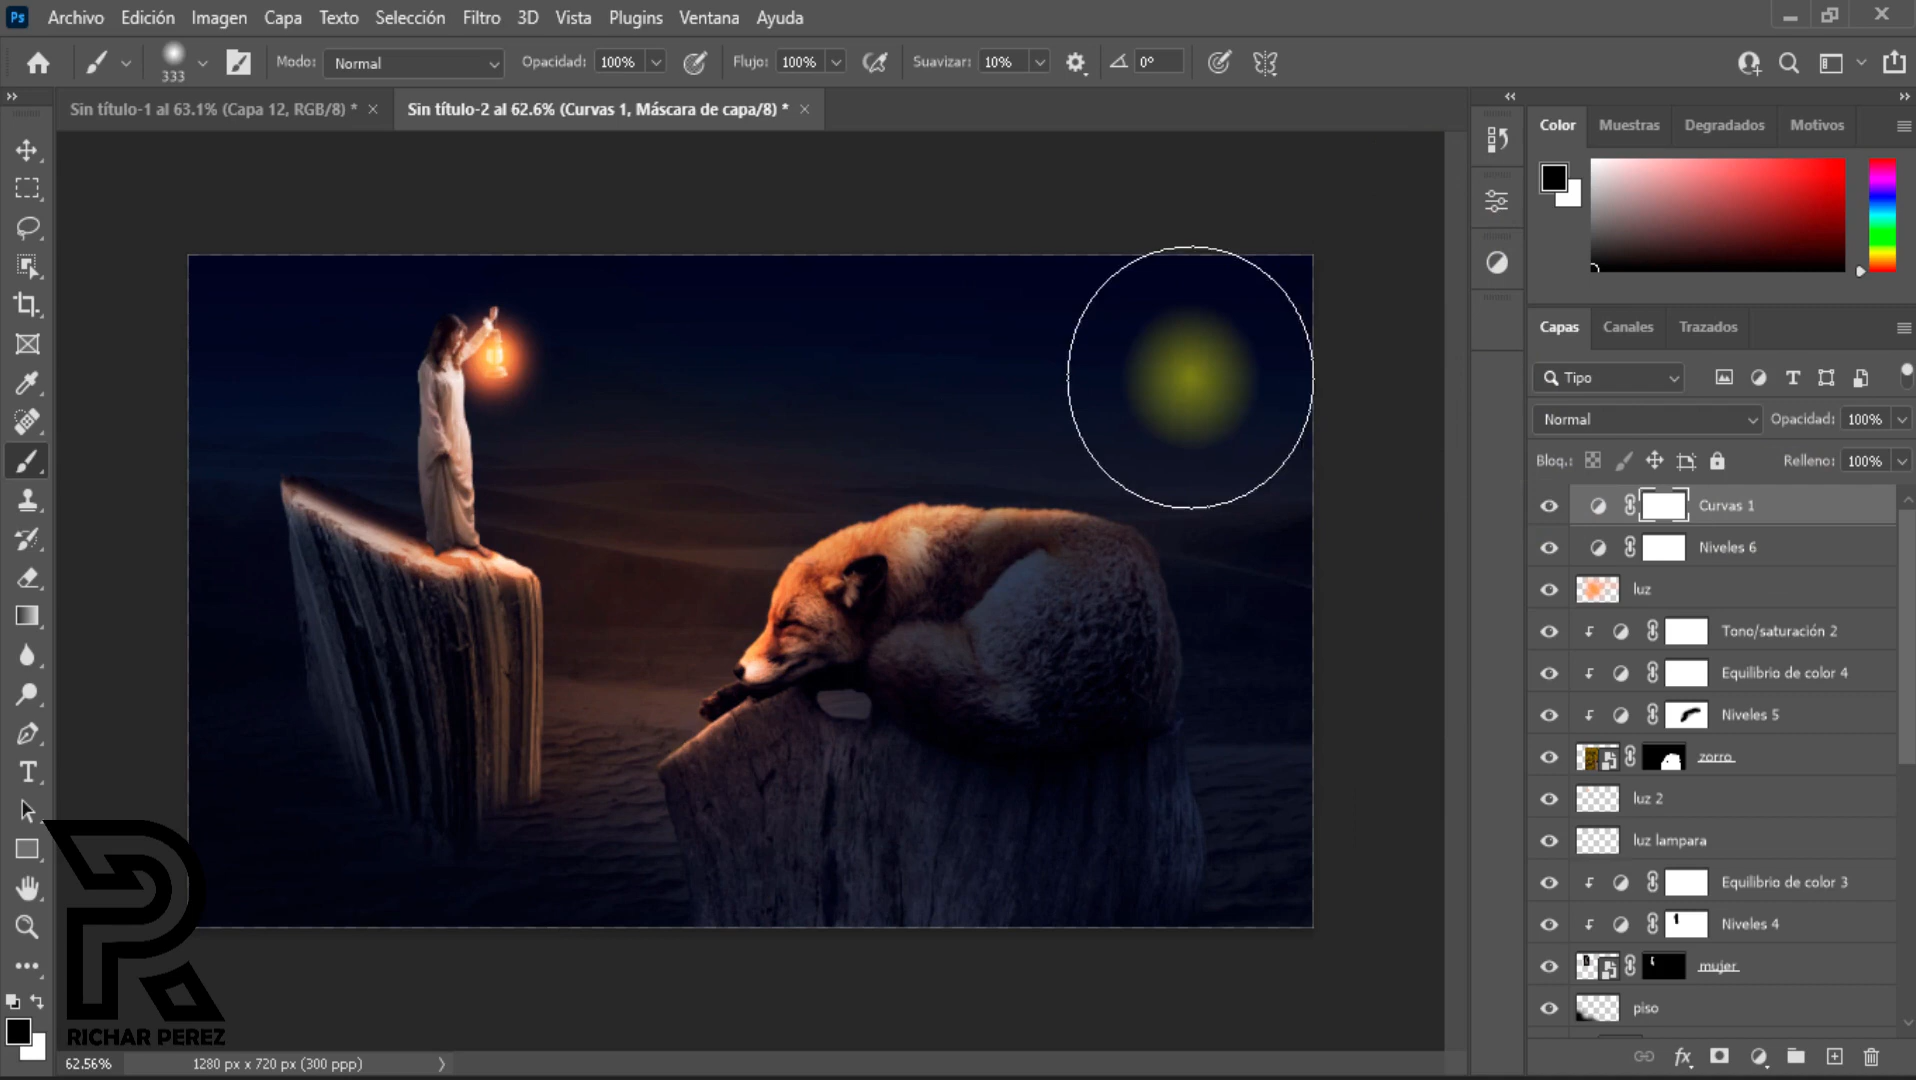 Ps Archivo Edición Imagen Capa Texto Selección Filtro 3D Vista Plugins Ventana Ayuda
333 Modo: Normal Opacidad: 100% Flujo: 100% Suavizar: 10% 0°
Sin título-1 al 63.1% (Capa 12, RGB/8) * Sin título-2 al 62.6% (Curvas 1, Máscara de capa/8) *
Color Muestras Degradados Motivos
Capas Canales Trazados
Tipo
Normal Opacidad: 100%
Bloq.: Relleno: 100%
Curvas 1
Niveles 6
luz
Tono/saturación 2
Equilibrio de color 4
Niveles 5
zorro
luz 2
luz lampara
Equilibrio de color 3
Niveles 4
mujer
piso
RICHAR PEREZ
62.56% 1280 px x 720 px (300 ppp)
fx